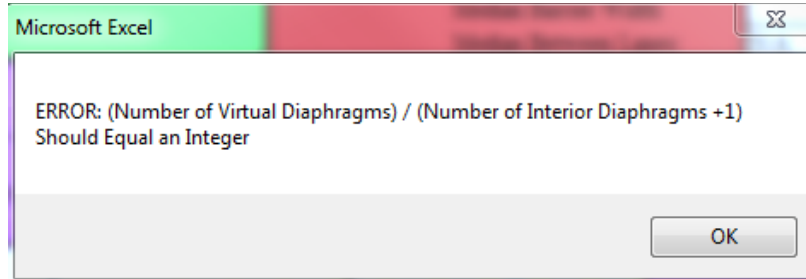 Microsoft Excel
ERROR: (Number of Virtual Diaphragms) / (Number of Interior Diaphragms +1)
Should Equal an Integer
OK